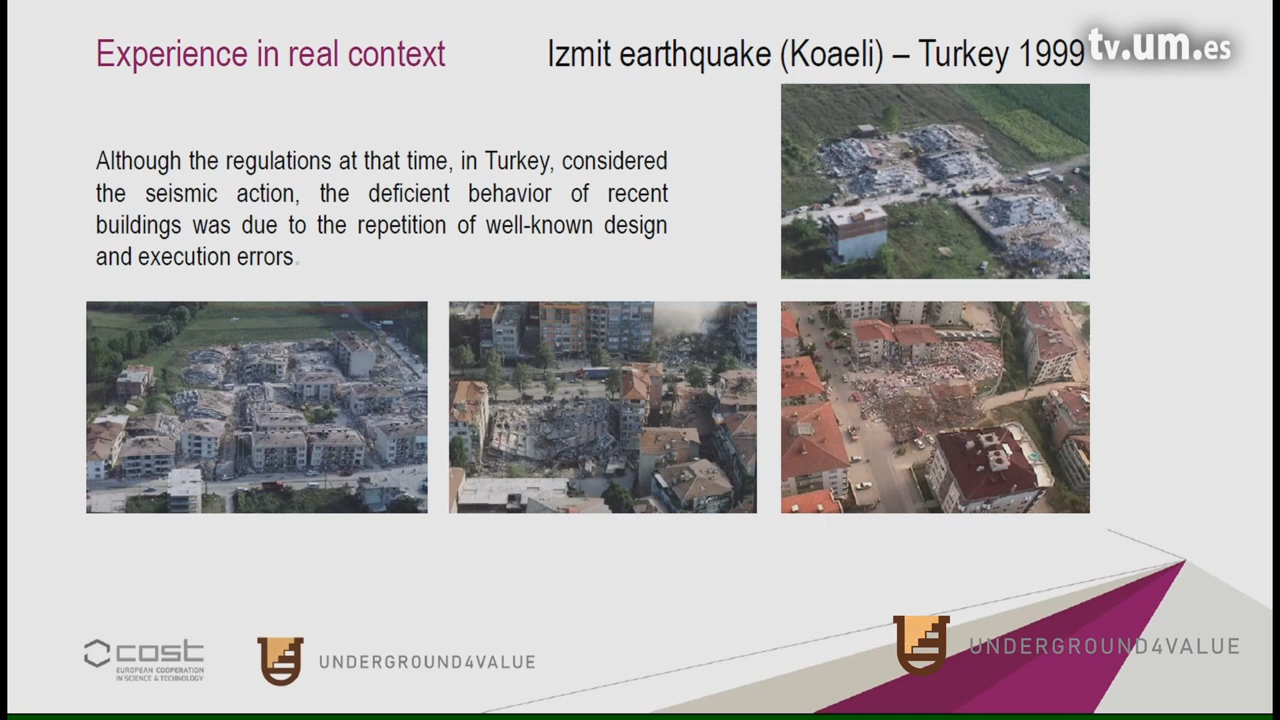 Experience in real context
Izmit earthquake (Koaeli) – Turkey 1999
tv.um.es
Although the regulations at that time, in Turkey, considered
the seismic action, the deficient behavior of recent
buildings was due to the repetition of well-known design
and execution errors.
cost
EUROPEAN COOPERATION
IN SCIENCE & TECHNOLOGY
UNDERGROUND4VALUE
UNDERGROUND4VALUE